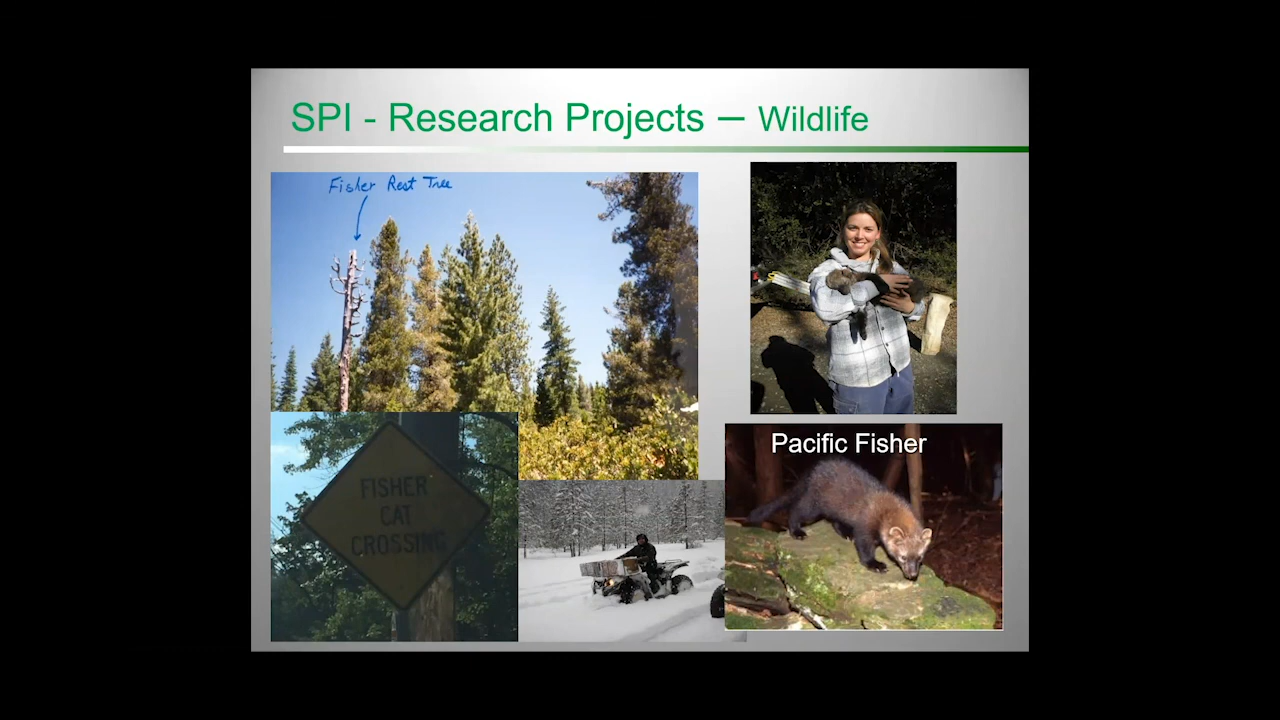 SPI - Research Projects – Wildlife
Fisher Rest Tree
Pacific Fisher
FISHER
CAT
CROSSING